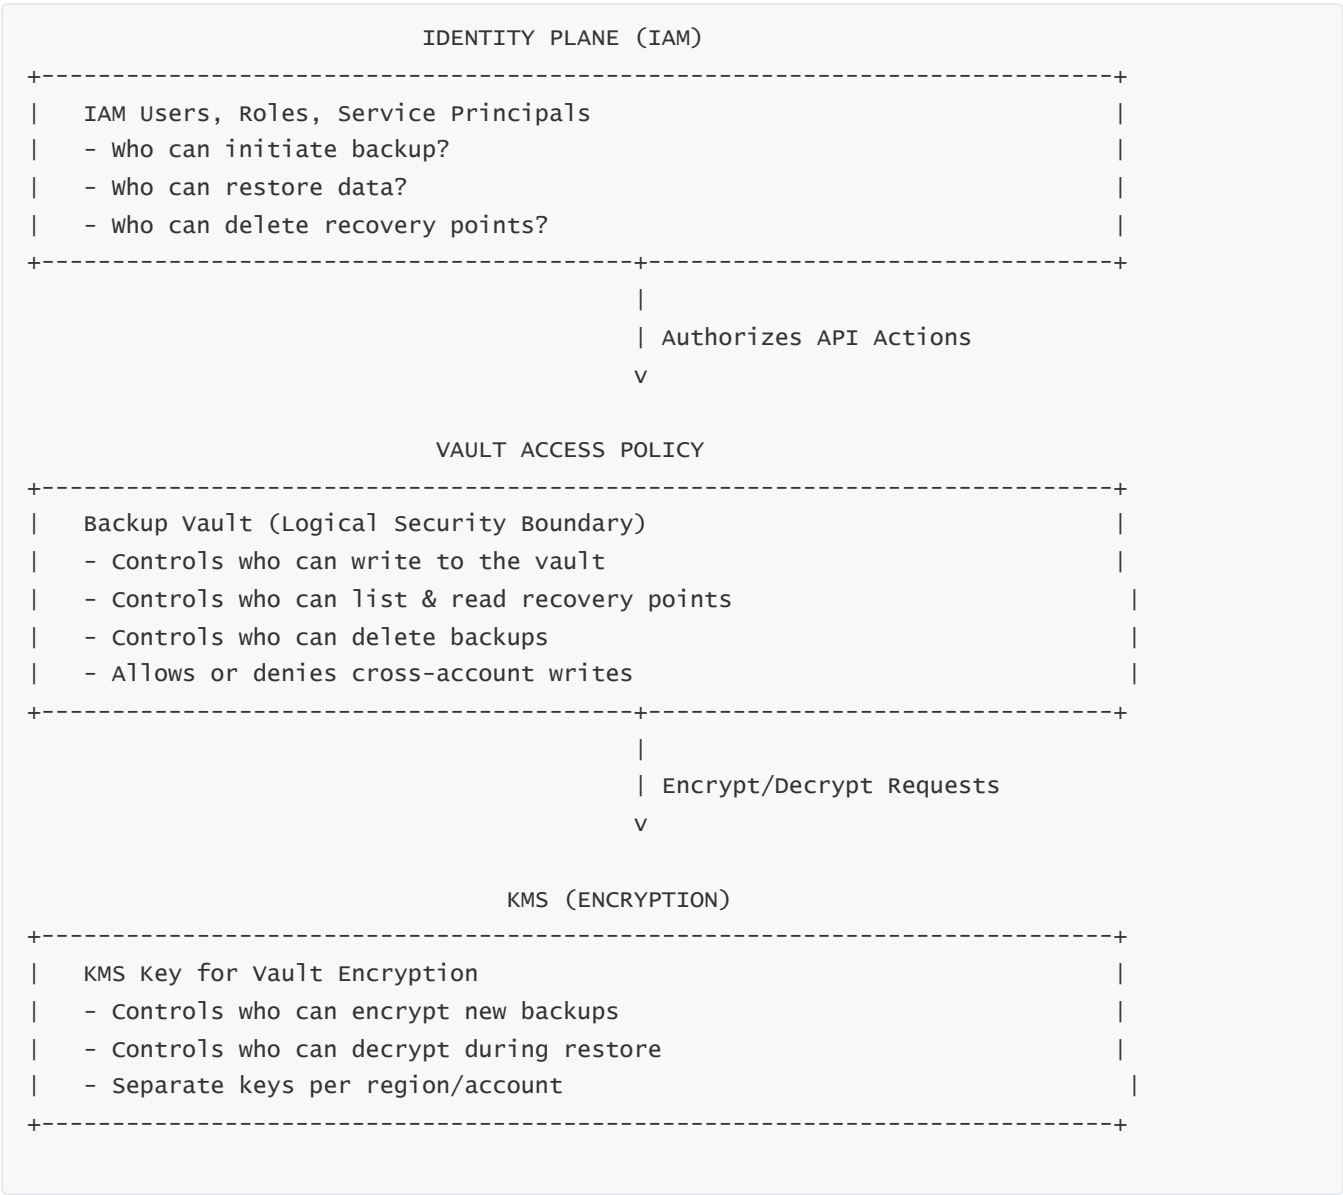 IDENTITY PLANE (IAM)
+----------------------------------------------------------------------------+
|   IAM Users, Roles, Service Principals                                     |
|   - Who can initiate backup?                                               |
|   - Who can restore data?                                                  |
|   - Who can delete recovery points?                                        |
+------------------------------------------+---------------------------------+
|
| Authorizes API Actions
v
VAULT ACCESS POLICY
+----------------------------------------------------------------------------+
|   Backup Vault (Logical Security Boundary)                                 |
|   - Controls who can write to the vault                                    |
|   - Controls who can list & read recovery points                            |
|   - Controls who can delete backups                                         |
|   - Allows or denies cross-account writes                                   |
+------------------------------------------+---------------------------------+
|
| Encrypt/Decrypt Requests
v
KMS (ENCRYPTION)
+----------------------------------------------------------------------------+
|   KMS Key for Vault Encryption                                             |
|   - Controls who can encrypt new backups                                   |
|   - Controls who can decrypt during restore                                |
|   - Separate keys per region/account                                        |
+----------------------------------------------------------------------------+